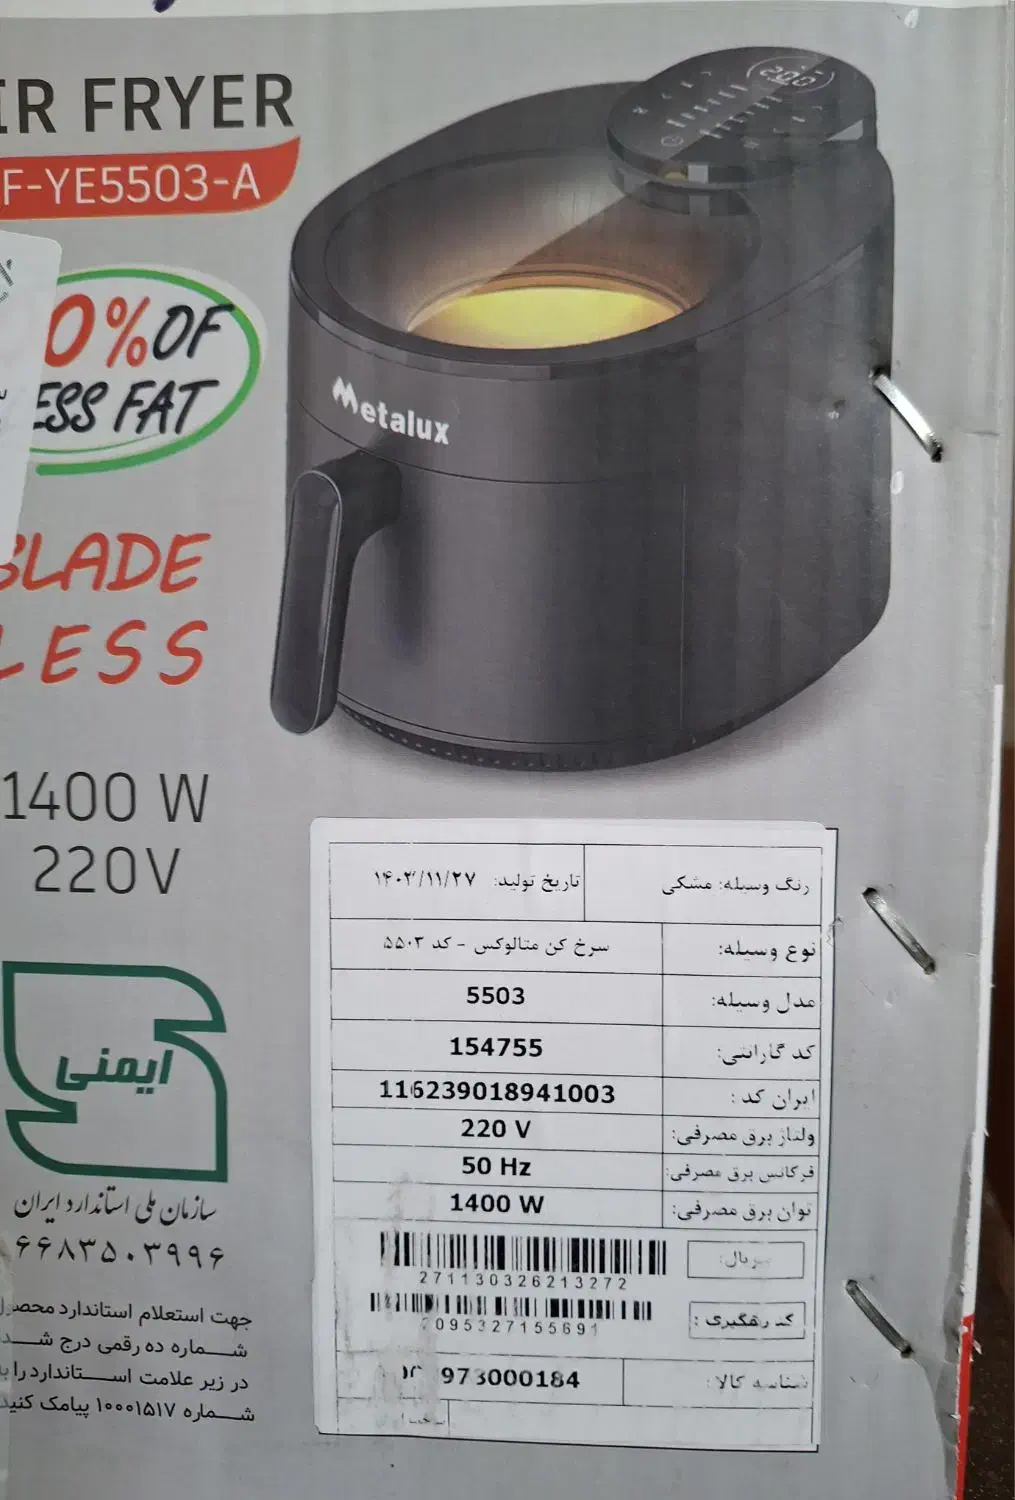 IR FRYER
F-YE5503-A
0% OF
ESS FAT
BLADE
LESS
1400 W
220V
200
Metalux
رنگ وسیله: مشکی
تاریخ تولید: ۱۴۰۳/۱۱/۲۷
نوع وسیله: سرخ کن متالوکس - کد ۵۵۰۳
مدل وسیله: 5503
کد گارانتی: 154755
ایران کد : 116239018941003
ولتاژ برق مصرفی: 220 V
فرکانس برق مصرفی: 50 Hz
توان برق مصرفی: 1400 W
سریال:
271130326213272
کد رهگیری :
2095327155691
شناسه کالا: 973000184
ایمنی
سازمان ملی استاندارد ایران
۶۶۸۳۵۰۳۹۹۶
جهت استعلام استاندارد محصول
شماره ده رقمی درج شده
در زیر علامت استاندارد را به
شماره ۱۰۰۰۱۵۱۷ پیامک کنید